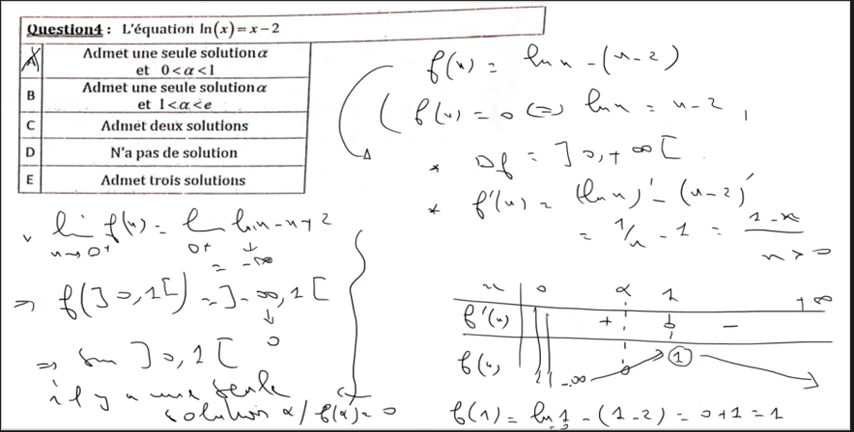 Question4 : L'équation ln(x)=x−2
A Admet une seule solution α
et 0<α<1
B Admet une seule solution α
et 1<α<e
C Admet deux solutions
D N'a pas de solution
E Admet trois solutions
f(x) = ln x - (x-2)
( f(x) = 0 (=) ln x = x-2 ,
* Df = ]0,+∞[ .
* f'(x) = (ln x)' - (x-2)'
= 1/x - 1 = (1-x)/x
x > 0
lim f(x) = lim ln x - x + 2
x→0+ 0+ ↓
= -∞
⇒ f(]0,1[) = ]-∞,1[
↓
0
⇒ sur ]0,1[
il y a une seule
solution α / f(α) = 0
x | 0 α 1 +∞
f'(x) | + 0 -
f(x) | -∞ 0 1
f(1) = ln 1 - (1-2) = 0+1 = 1